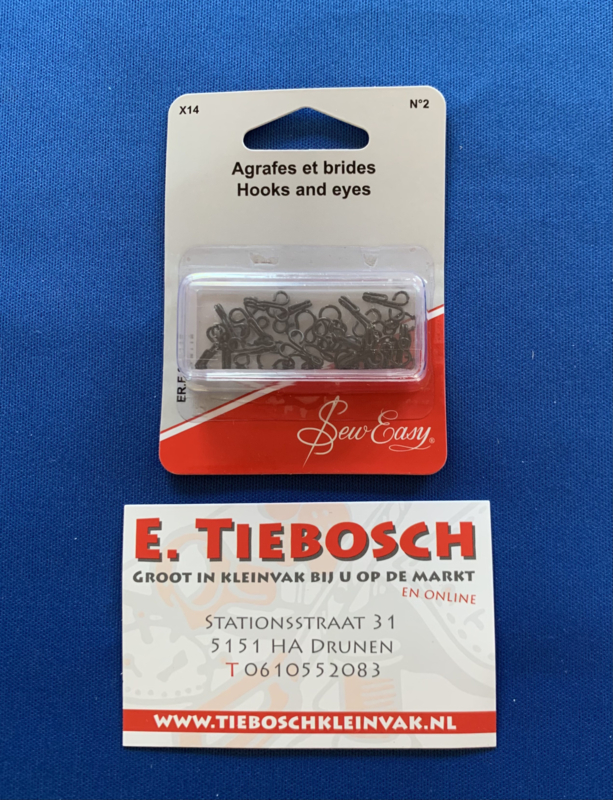 X14 N°2
Agrafes et brides
Hooks and eyes
Sew Easy®
E. TIEBOSCH
GROOT IN KLEINVAK BIJ U OP DE MARKT
EN ONLINE
STATIONSSTRAAT 31
5151 HA DRUNEN
T 0610552083
WWW.TIEBOSCHKLEINVAK.NL